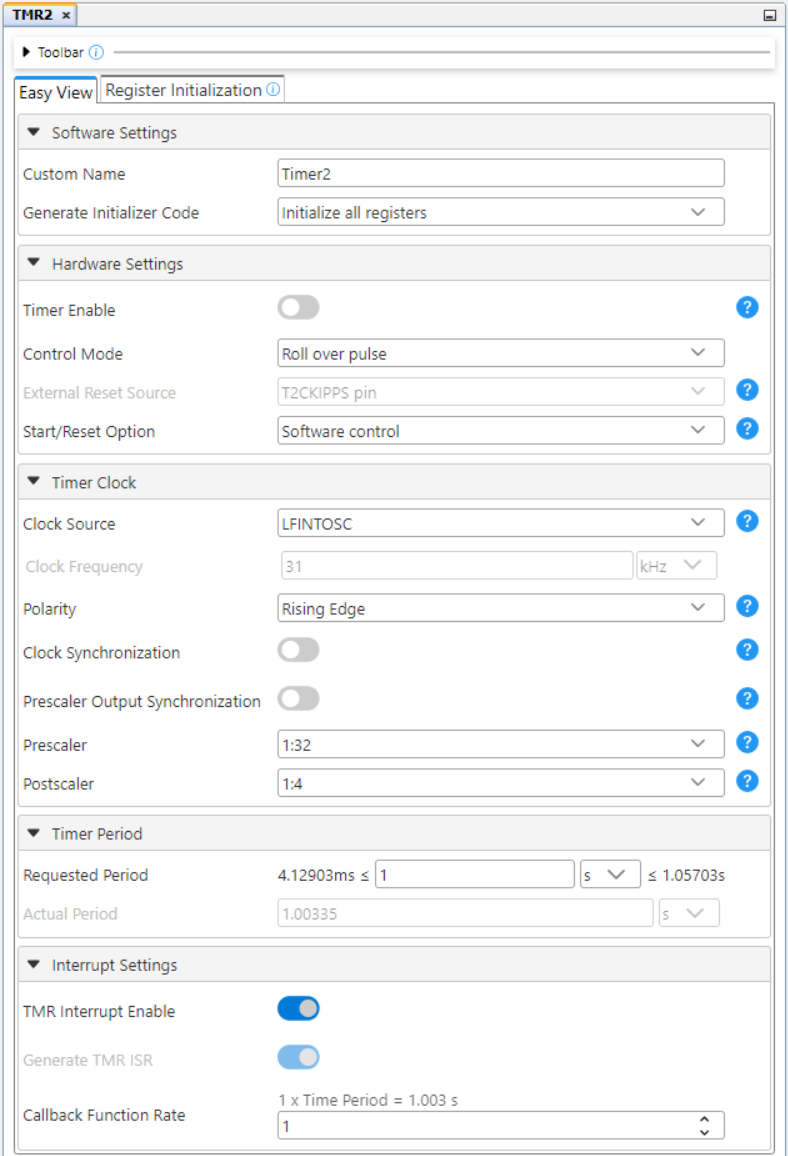 TMR2 ×
Toolbar
Easy View Register Initialization
Software Settings
Custom Name Timer2
Generate Initializer Code Initialize all registers
Hardware Settings
Timer Enable ?
Control Mode Roll over pulse
External Reset Source T2CKIPPS pin ?
Start/Reset Option Software control ?
Timer Clock
Clock Source LFINTOSC ?
Clock Frequency 31 kHz
Polarity Rising Edge ?
Clock Synchronization ?
Prescaler Output Synchronization ?
Prescaler 1:32 ?
Postscaler 1:4 ?
Timer Period
Requested Period 4.12903ms ≤ 1 s ≤ 1.05703s
Actual Period 1.00335 s
Interrupt Settings
TMR Interrupt Enable
Generate TMR ISR
1 x Time Period = 1.003 s
Callback Function Rate 1